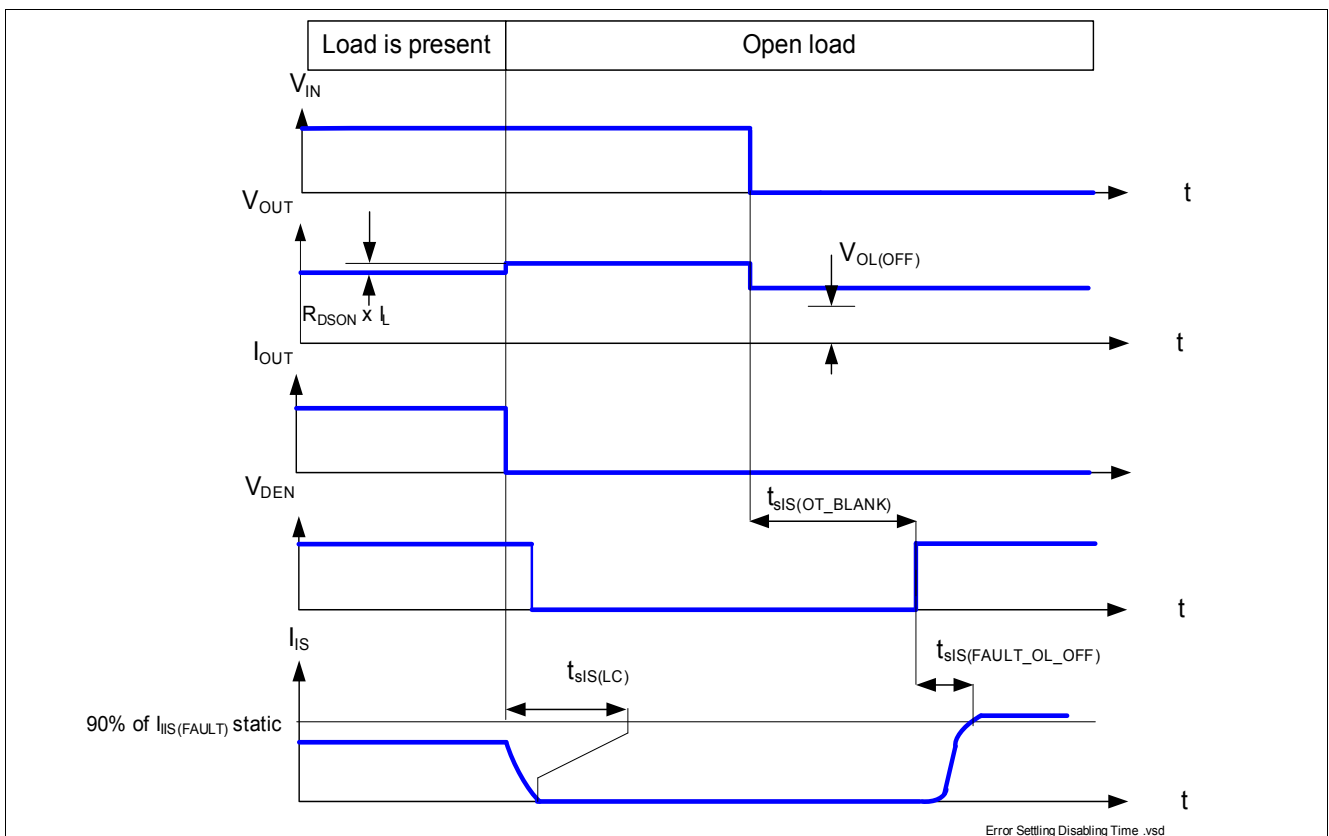 Load is present
Open load
VIN
t
VOUT
VOL(OFF)
RDSON x IL
t
IOUT
VDEN
tsIS(OT_BLANK)
t
IIS
tsIS(LC)
tsIS(FAULT_OL_OFF)
90% of IIIS(FAULT) static
t
Error Settling Disabling Time .vsd